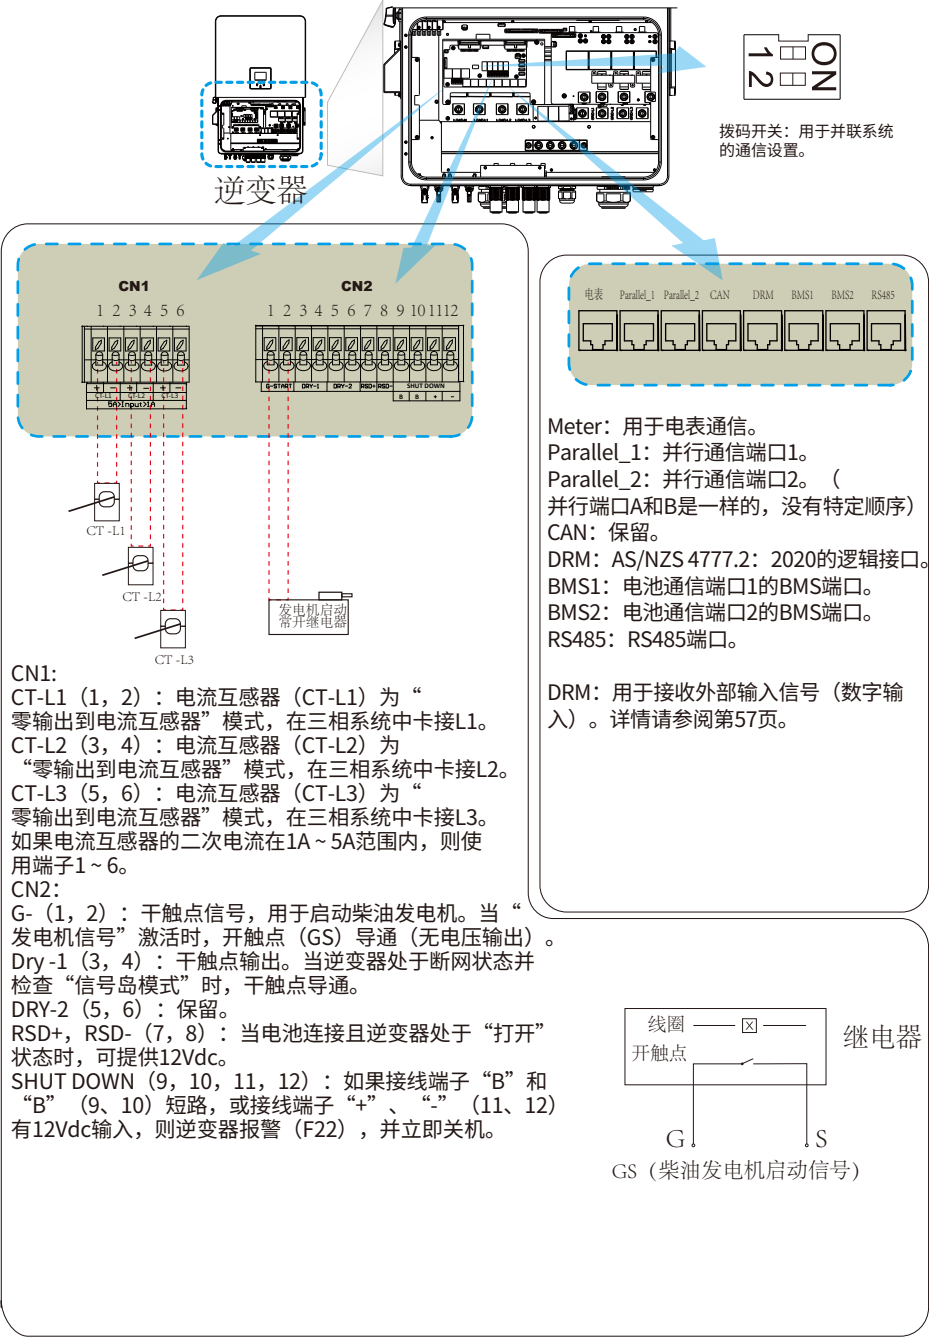 ON
1 2
拨码开关：用于并联系统
的通信设置。
逆变器
CN1
1 2 3 4 5 6
+ - + - + -
CT-L1 CT-L2 CT-L3
5A>Input>1A
CT -L1
CT -L2
CT -L3
CN2
1 2 3 4 5 6 7 8 9 10 11 12
G-START DRY-1 DRY-2 RSD+ RSD- SHUT DOWN
B B + -
发电机启动
常开继电器
电表 Parallel_1 Parallel_2 CAN DRM BMS1 BMS2 RS485
Meter：用于电表通信。
Parallel_1：并行通信端口1。
Parallel_2：并行通信端口2。（
并行端口A和B是一样的，没有特定顺序）
CAN：保留。
DRM：AS/NZS 4777.2：2020的逻辑接口。
BMS1：电池通信端口1的BMS端口。
BMS2：电池通信端口2的BMS端口。
RS485：RS485端口。
DRM：用于接收外部输入信号（数字输
入）。详情请参阅第57页。
CN1:
CT-L1（1，2）：电流互感器（CT-L1）为“
零输出到电流互感器”模式，在三相系统中卡接L1。
CT-L2（3，4）：电流互感器（CT-L2）为
“零输出到电流互感器”模式，在三相系统中卡接L2。
CT-L3（5，6）：电流互感器（CT-L3）为“
零输出到电流互感器”模式，在三相系统中卡接L3。
如果电流互感器的二次电流在1A ~ 5A范围内，则使
用端子1 ~ 6。
CN2：
G-（1，2）：干触点信号，用于启动柴油发电机。当“
发电机信号”激活时，开触点（GS）导通（无电压输出）。
Dry -1（3，4）：干触点输出。当逆变器处于断网状态并
检查“信号岛模式”时，干触点导通。
DRY-2（5，6）：保留。
RSD+，RSD-（7，8）：当电池连接且逆变器处于“打开”
状态时，可提供12Vdc。
SHUT DOWN（9，10，11，12）：如果接线端子“B”和
“B”（9、10）短路，或接线端子“+”、“-”（11、12）
有12Vdc输入，则逆变器报警（F22），并立即关机。
线圈
开触点
继电器
G S
GS（柴油发电机启动信号）